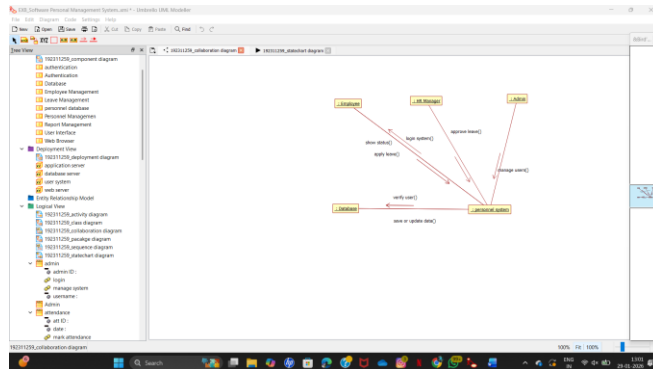 EXE_Software Personal Management System.xmi * - Umbrello UML Modeller
File Edit Diagram Code Settings Help
New Open Save Cut Copy Paste Find
Tree View
192311259_collaboration diagram
192311259_statechart diagram
192311259_component diagram
authentication
Authentication
Database
Employee Management
Leave Management
personnel database
Personnel Managemen
Report Management
User Interface
Web Browser
Deployment View
192311259_deployment diagram
application server
database server
user system
web server
Entity Relationship Model
Logical View
192311259_activity diagram
192311259_class diagram
192311259_collaboration diagram
192311259_pacakge diagram
192311259_sequence diagram
192311259_statechart diagram
admin
admin ID :
login
manage system
username :
Admin
attendance
att ID :
date :
mark attendance
: Employee
: HR Manager
: Admin
show status()
login system()
approve leave()
apply leave()
manage users()
verify user()
: Database
: personnel system
save or update data()
192311259_collaboration diagram
100% Fit 100%
Search
ENG
IN
13:01
29-01-2026